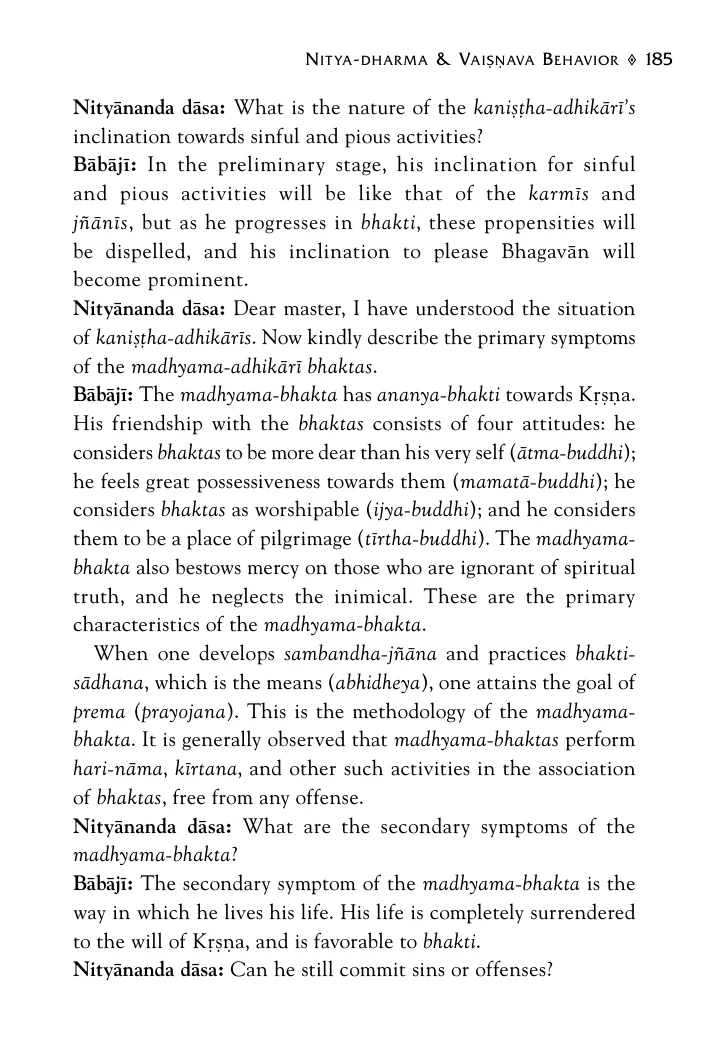 NITYA-DHARMA & VAIṢṆAVA BEHAVIOR ◈ 185
Nityānanda dāsa: What is the nature of the kaniṣṭha-adhikārī's
inclination towards sinful and pious activities?
Bābājī: In the preliminary stage, his inclination for sinful
and pious activities will be like that of the karmīs and
jñānīs, but as he progresses in bhakti, these propensities will
be dispelled, and his inclination to please Bhagavān will
become prominent.
Nityānanda dāsa: Dear master, I have understood the situation
of kaniṣṭha-adhikārīs. Now kindly describe the primary symptoms
of the madhyama-adhikārī bhaktas.
Bābājī: The madhyama-bhakta has ananya-bhakti towards Kṛṣṇa.
His friendship with the bhaktas consists of four attitudes: he
considers bhaktas to be more dear than his very self (ātma-buddhi);
he feels great possessiveness towards them (mamatā-buddhi); he
considers bhaktas as worshipable (ijya-buddhi); and he considers
them to be a place of pilgrimage (tīrtha-buddhi). The madhyama-
bhakta also bestows mercy on those who are ignorant of spiritual
truth, and he neglects the inimical. These are the primary
characteristics of the madhyama-bhakta.
When one develops sambandha-jñāna and practices bhakti-
sādhana, which is the means (abhidheya), one attains the goal of
prema (prayojana). This is the methodology of the madhyama-
bhakta. It is generally observed that madhyama-bhaktas perform
hari-nāma, kīrtana, and other such activities in the association
of bhaktas, free from any offense.
Nityānanda dāsa: What are the secondary symptoms of the
madhyama-bhakta?
Bābājī: The secondary symptom of the madhyama-bhakta is the
way in which he lives his life. His life is completely surrendered
to the will of Kṛṣṇa, and is favorable to bhakti.
Nityānanda dāsa: Can he still commit sins or offenses?